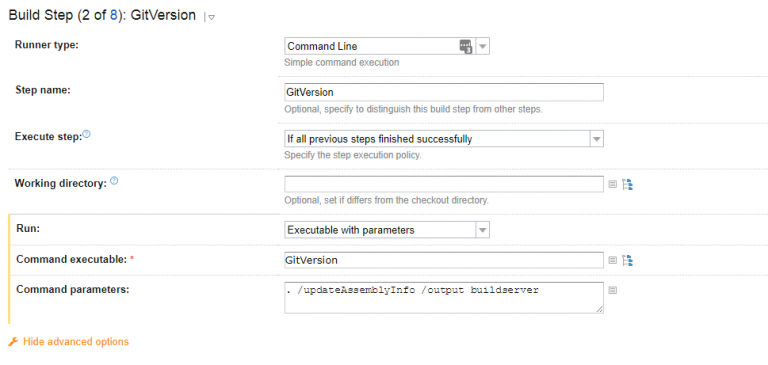 Build Step (2 of 8): GitVersion
Runner type:
Command Line
Simple command execution
Step name:
GitVersion
Optional, specify to distinguish this build step from other steps.
Execute step:
If all previous steps finished successfully
Specify the step execution policy.
Working directory:
Optional, set if differs from the checkout directory.
Run:
Executable with parameters
Command executable: *
GitVersion
Command parameters:
. /updateAssemblyInfo /output buildserver
Hide advanced options